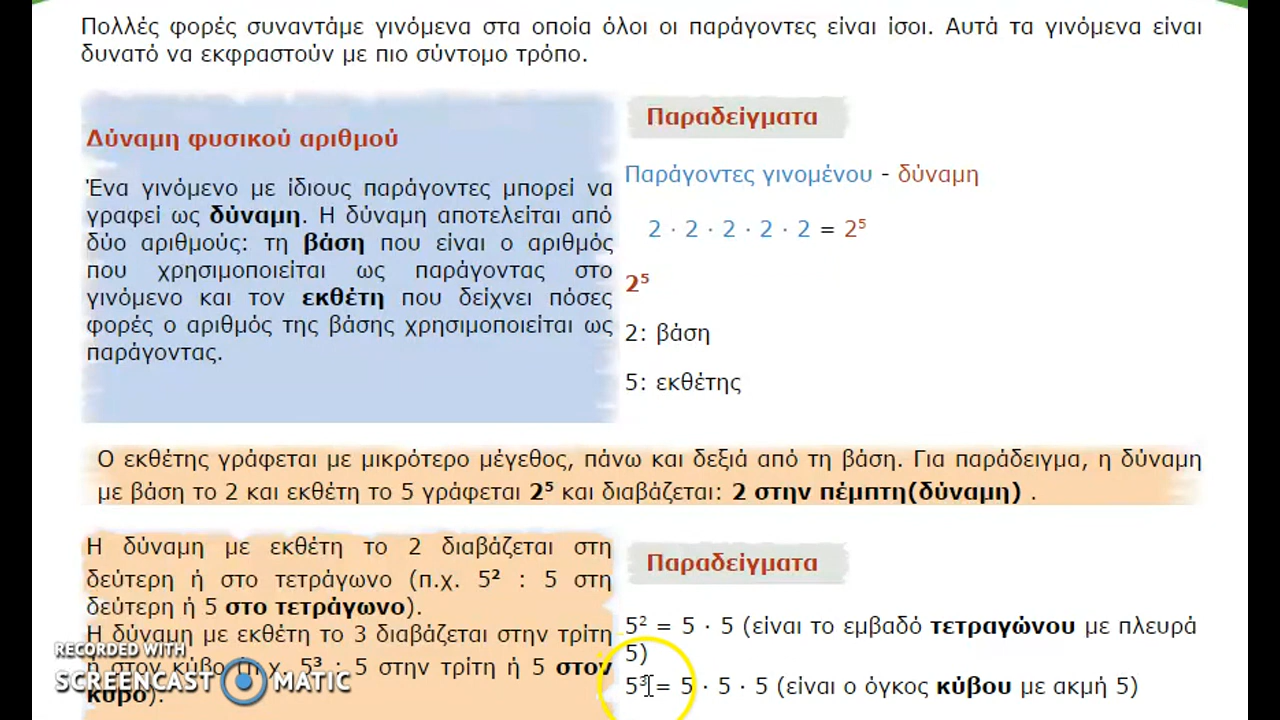 Πολλές φορές συναντάμε γινόμενα στα οποία όλοι οι παράγοντες είναι ίσοι. Αυτά τα γινόμενα είναι
δυνατό να εκφραστούν με πιο σύντομο τρόπο.
Δύναμη φυσικού αριθμού
Ένα γινόμενο με ίδιους παράγοντες μπορεί να
γραφεί ως δύναμη. Η δύναμη αποτελείται από
δύο αριθμούς: τη βάση που είναι ο αριθμός
που χρησιμοποιείται ως παράγοντας στο
γινόμενο και τον εκθέτη που δείχνει πόσες
φορές ο αριθμός της βάσης χρησιμοποιείται ως
παράγοντας.
Παραδείγματα
Παράγοντες γινομένου - δύναμη
2 · 2 · 2 · 2 · 2 = 2⁵
2⁵
2: βάση
5: εκθέτης
Ο εκθέτης γράφεται με μικρότερο μέγεθος, πάνω και δεξιά από τη βάση. Για παράδειγμα, η δύναμη
με βάση το 2 και εκθέτη το 5 γράφεται 2⁵ και διαβάζεται: 2 στην πέμπτη(δύναμη) .
Η δύναμη με εκθέτη το 2 διαβάζεται στη
δεύτερη ή στο τετράγωνο (π.χ. 5² : 5 στη
δεύτερη ή 5 στο τετράγωνο).
Η δύναμη με εκθέτη το 3 διαβάζεται στην τρίτη
ή στον κύβο (π.χ. 5³ : 5 στην τρίτη ή 5 στον
κύβο).
Παραδείγματα
5² = 5 · 5 (είναι το εμβαδό τετραγώνου με πλευρά
5)
5³ = 5 · 5 · 5 (είναι ο όγκος κύβου με ακμή 5)
RECORDED WITH
SCREENCAST MATIC